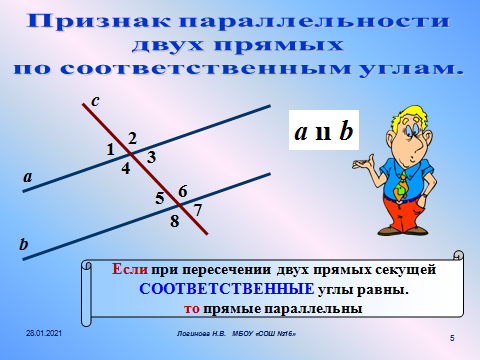 Признак параллельности
двух прямых
по соответственным углам.
c
2
1
3
4
a
a ıı b
6
5
7
8
b
Если при пересечении двух прямых секущей
СООТВЕТСТВЕННЫЕ углы равны.
то прямые параллельны
28.01.2021
Логинова Н.В. МБОУ «СОШ №16»
5